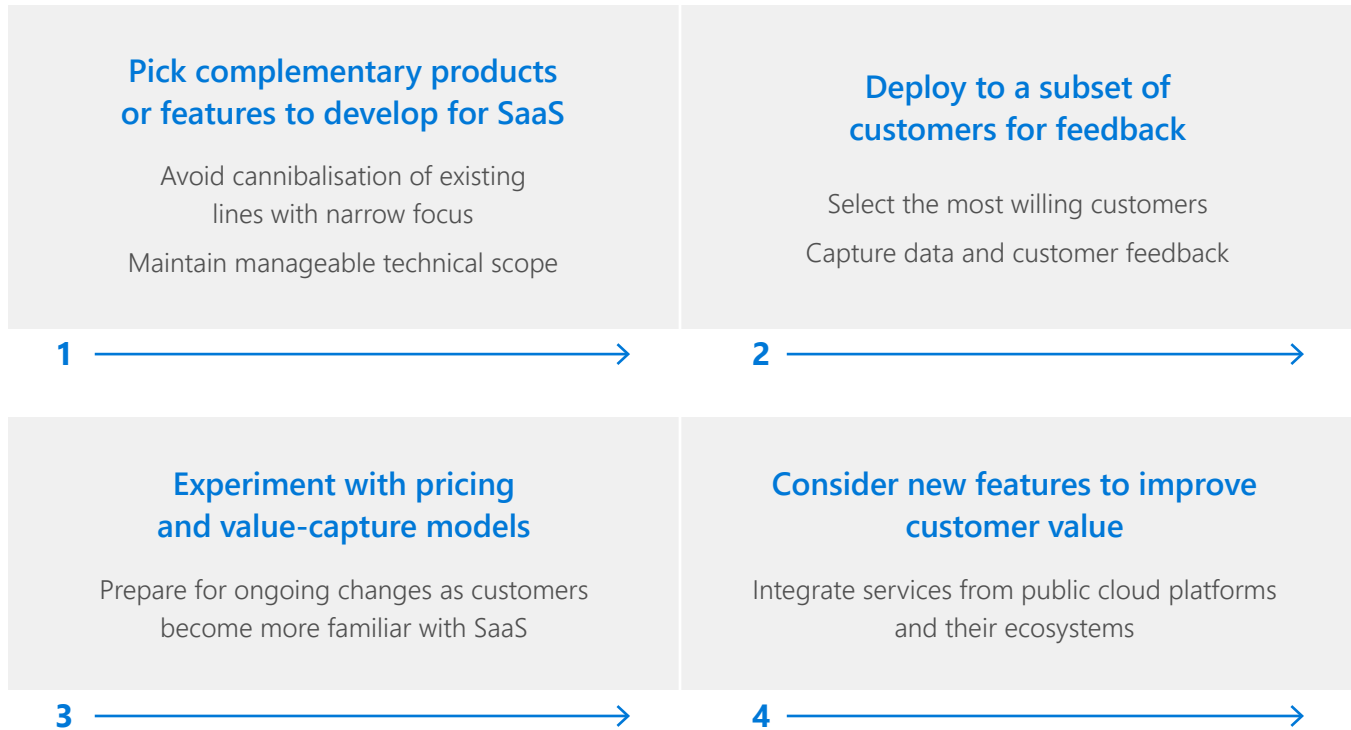 Pick complementary products
or features to develop for SaaS
Avoid cannibalisation of existing
lines with narrow focus
Maintain manageable technical scope
1
Deploy to a subset of
customers for feedback
Select the most willing customers
Capture data and customer feedback
2
Experiment with pricing
and value-capture models
Prepare for ongoing changes as customers
become more familiar with SaaS
3
Consider new features to improve
customer value
Integrate services from public cloud platforms
and their ecosystems
4